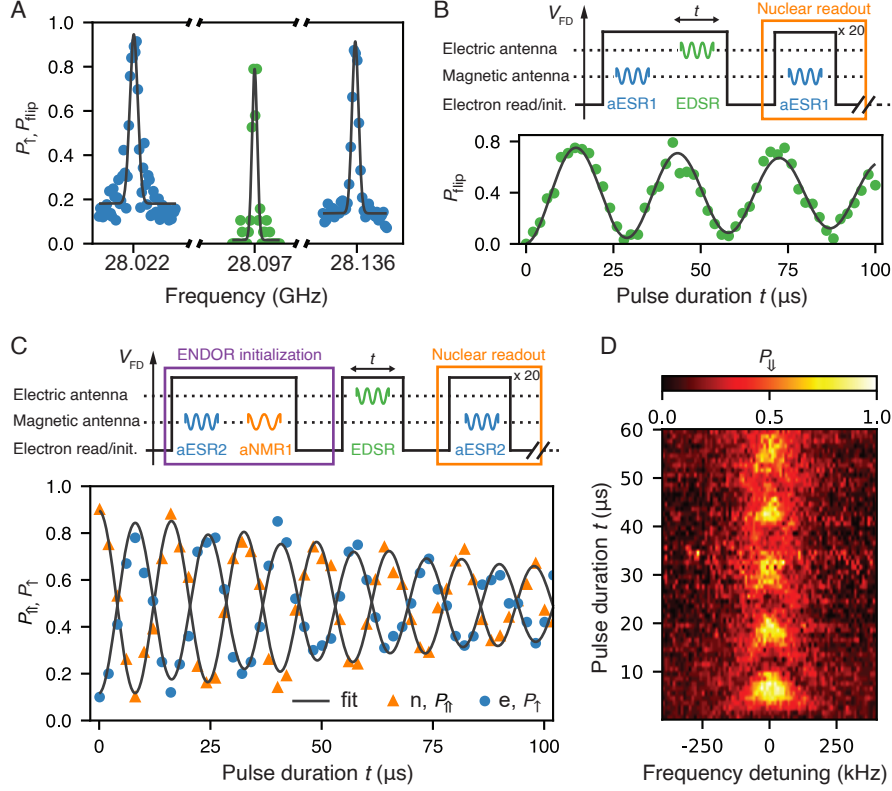 A
P↑, Pflip
1.0
0.8
0.6
0.4
0.2
0.0
28.022
28.097
28.136
Frequency (GHz)
B
VFD
t
Nuclear readout
x 20
Electric antenna
Magnetic antenna
Electron read/init.
aESR1
EDSR
aESR1
Pflip
0.8
0.4
0.0
0
25
50
75
100
Pulse duration t (µs)
C
VFD
ENDOR initialization
t
Nuclear readout
x 20
Electric antenna
Magnetic antenna
Electron read/init.
aESR2
aNMR1
EDSR
aESR2
P⇑, P↑
1.0
0.8
0.6
0.4
0.2
0.0
fit
n, P⇑
e, P↑
0
25
50
75
100
Pulse duration t (µs)
D
P⇓
0.0
0.5
1.0
Pulse duration t (µs)
60
50
40
30
20
10
-250
0
250
Frequency detuning (kHz)